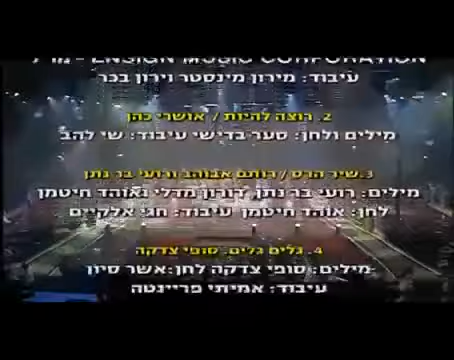 ENSIGN MUSIC CORPORATION -
עיבוד: מירון מינסטר וירון בכר
2. רוצה להיות / אושרי כהן
מילים ולחן: סער בדישי עיבוד: שי להב
3.שיר הרס / רותם אבוהב ורועי בר נתן
מילים: רועי בר נתן, דורון מדלי ואוהד חיטמן
לחן: אוהד חיטמן עיבוד: חגי אלקיים
4. גלים גלים. סופי צדקה
מילים: סופי צדקה לחן:אשר סיון
עיבוד: אמיתי פריינטה